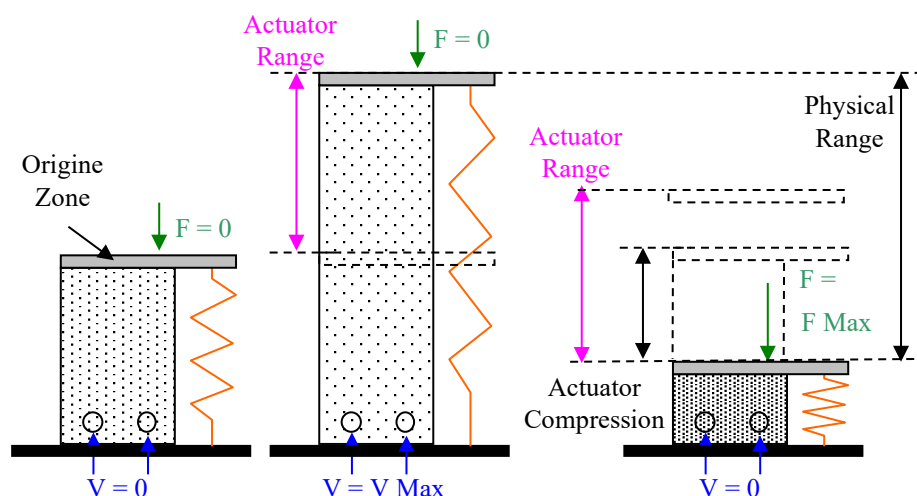 Actuator
Range
F = 0
Physical
Range
Origine
Zone
F = 0
Actuator
Range
F =
F Max
Actuator
Compression
V = 0
V = V Max
V = 0